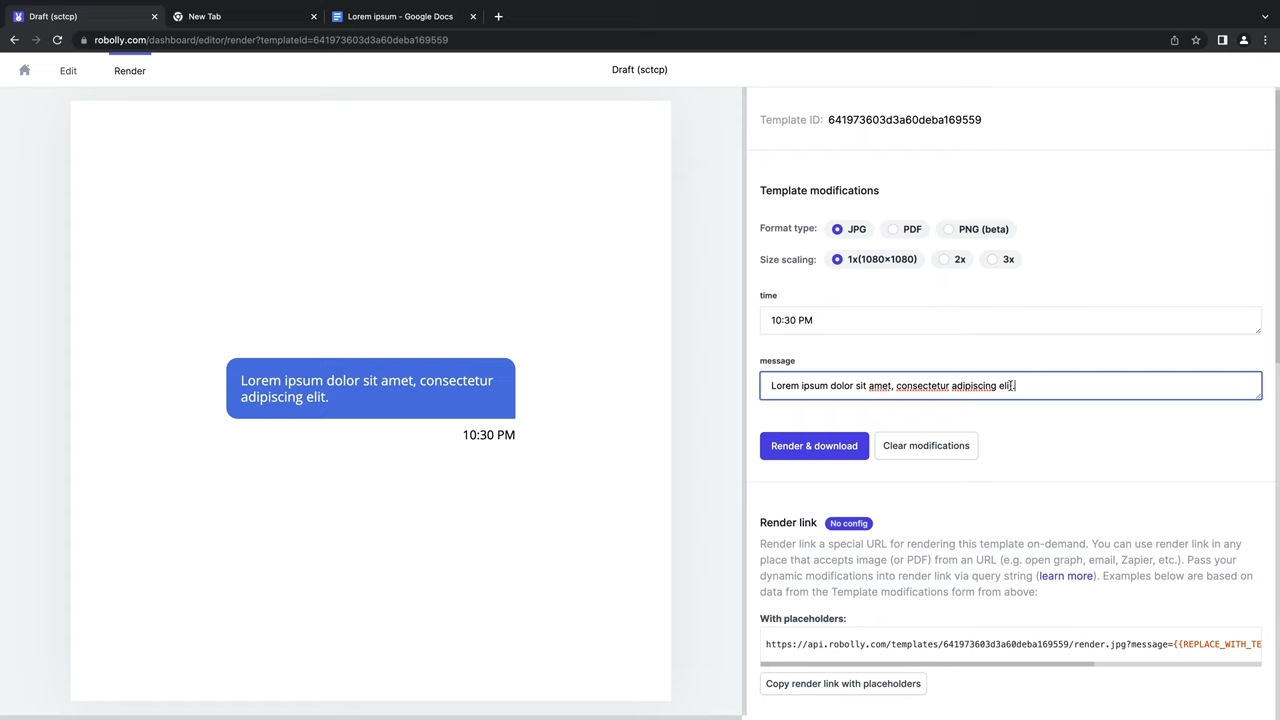 Draft (sctcp)
New Tab
Lorem ipsum - Google Docs
robolly.com/dashboard/editor/render?templateId=641973603d3a60deba169559
Edit
Render
Draft (sctcp)
Template ID: 641973603d3a60deba169559
Template modifications
Format type: JPG PDF PNG (beta)
Size scaling: 1x(1080×1080) 2x 3x
time
10:30 PM
message
Lorem ipsum dolor sit amet, consectetur adipiscing elit.
Render & download
Clear modifications
Lorem ipsum dolor sit amet, consectetur
adipiscing elit.
10:30 PM
Render link No config
Render link a special URL for rendering this template on-demand. You can use render link in any
place that accepts image (or PDF) from an URL (e.g. open graph, email, Zapier, etc.). Pass your
dynamic modifications into render link via query string (learn more). Examples below are based on
data from the Template modifications form from above:
With placeholders:
https://api.robolly.com/templates/641973603d3a60deba169559/render.jpg?message={{REPLACE_WITH_TE
Copy render link with placeholders